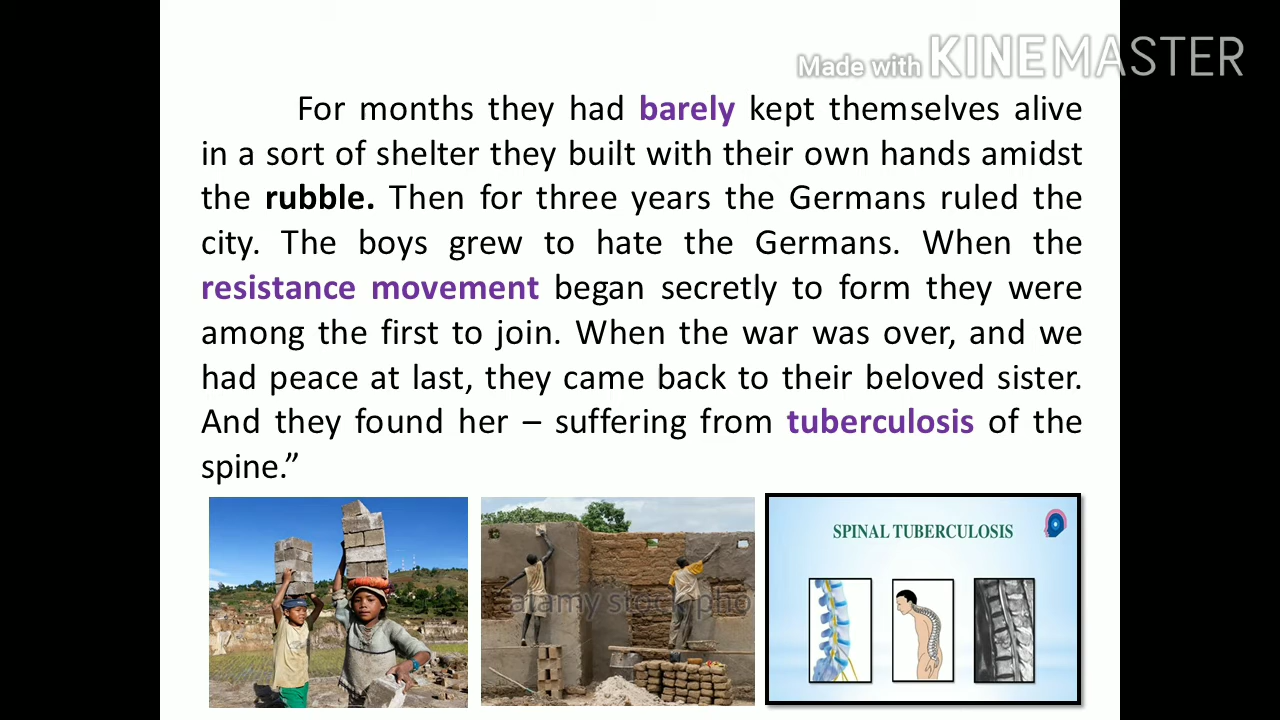 Made with KINEMASTER
For months they had barely kept themselves alive
in a sort of shelter they built with their own hands amidst
the rubble. Then for three years the Germans ruled the
city. The boys grew to hate the Germans. When the
resistance movement began secretly to form they were
among the first to join. When the war was over, and we
had peace at last, they came back to their beloved sister.
And they found her – suffering from tuberculosis of the
spine.”
alamy stock pho
SPINAL TUBERCULOSIS